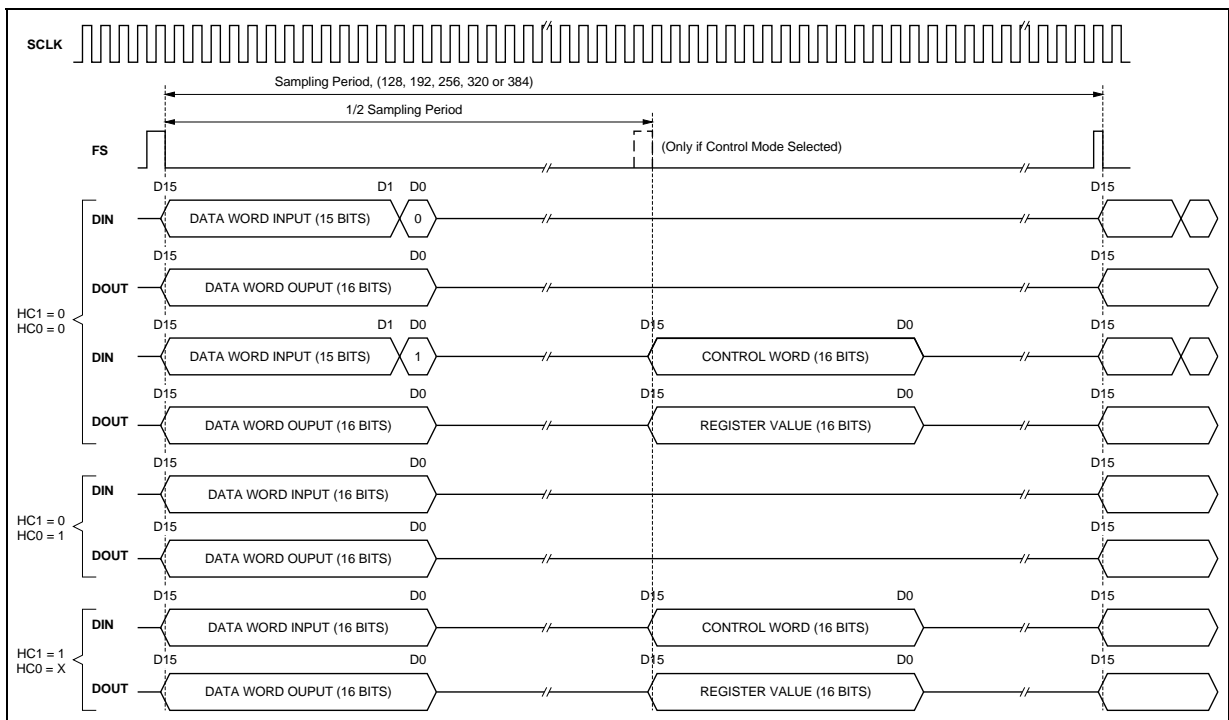 SCLK
Sampling Period, (128, 192, 256, 320 or 384)
1/2 Sampling Period
FS
(Only if Control Mode Selected)
D15 D1 D0 D15
DIN DATA WORD INPUT (15 BITS) 0
D15 D0 D15
DOUT DATA WORD OUPUT (16 BITS)
HC1 = 0
HC0 = 0
D15 D1 D0 D15 D0 D15
DIN DATA WORD INPUT (15 BITS) 1 CONTROL WORD (16 BITS)
D15 D0 D15 D0 D15
DOUT DATA WORD OUPUT (16 BITS) REGISTER VALUE (16 BITS)
D15 D0 D15
DIN DATA WORD INPUT (16 BITS)
HC1 = 0
HC0 = 1
D15 D0 D15
DOUT DATA WORD OUPUT (16 BITS)
D15 D0 D15 D0 D15
DIN DATA WORD INPUT (16 BITS) CONTROL WORD (16 BITS)
HC1 = 1
HC0 = X
D15 D0 D15 D0 D15
DOUT DATA WORD OUPUT (16 BITS) REGISTER VALUE (16 BITS)